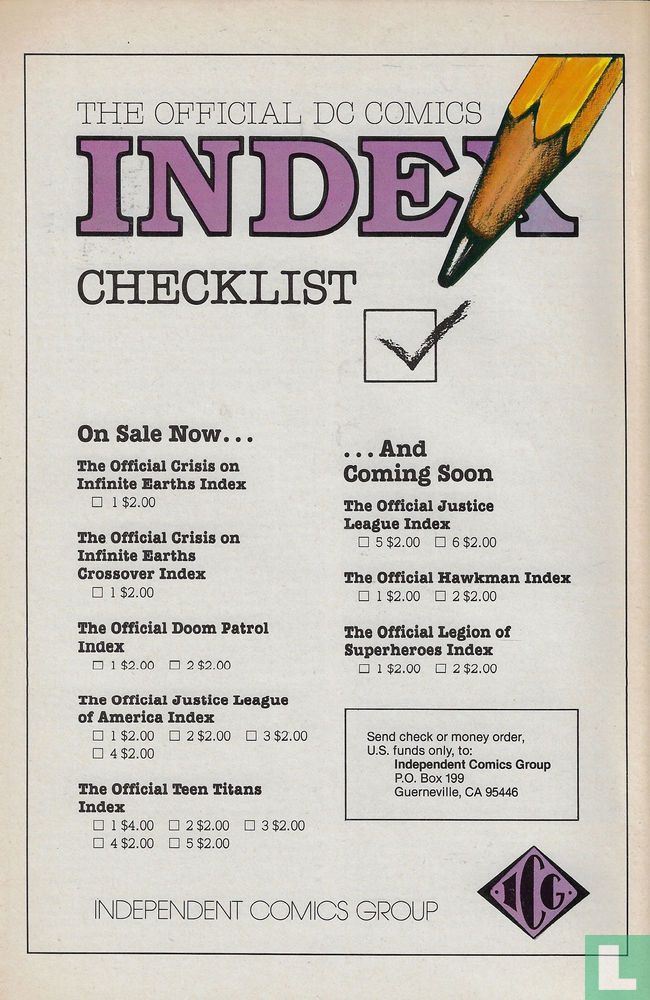 THE OFFICIAL DC COMICS
INDEX
CHECKLIST
On Sale Now...
The Official Crisis on
Infinite Earths Index
□ 1 $2.00
The Official Crisis on
Infinite Earths
Crossover Index
□ 1 $2.00
The Official Doom Patrol
Index
□ 1 $2.00 □ 2 $2.00
The Official Justice League
of America Index
□ 1 $2.00 □ 2 $2.00 □ 3 $2.00
□ 4 $2.00
The Official Teen Titans
Index
□ 1 $4.00 □ 2 $2.00 □ 3 $2.00
□ 4 $2.00 □ 5 $2.00
...And
Coming Soon
The Official Justice
League Index
□ 5 $2.00 □ 6 $2.00
The Official Hawkman Index
□ 1 $2.00 □ 2 $2.00
The Official Legion of
Superheroes Index
□ 1 $2.00 □ 2 $2.00
Send check or money order,
U.S. funds only, to:
Independent Comics Group
P.O. Box 199
Guerneville, CA 95446
INDEPENDENT COMICS GROUP
ICG
L